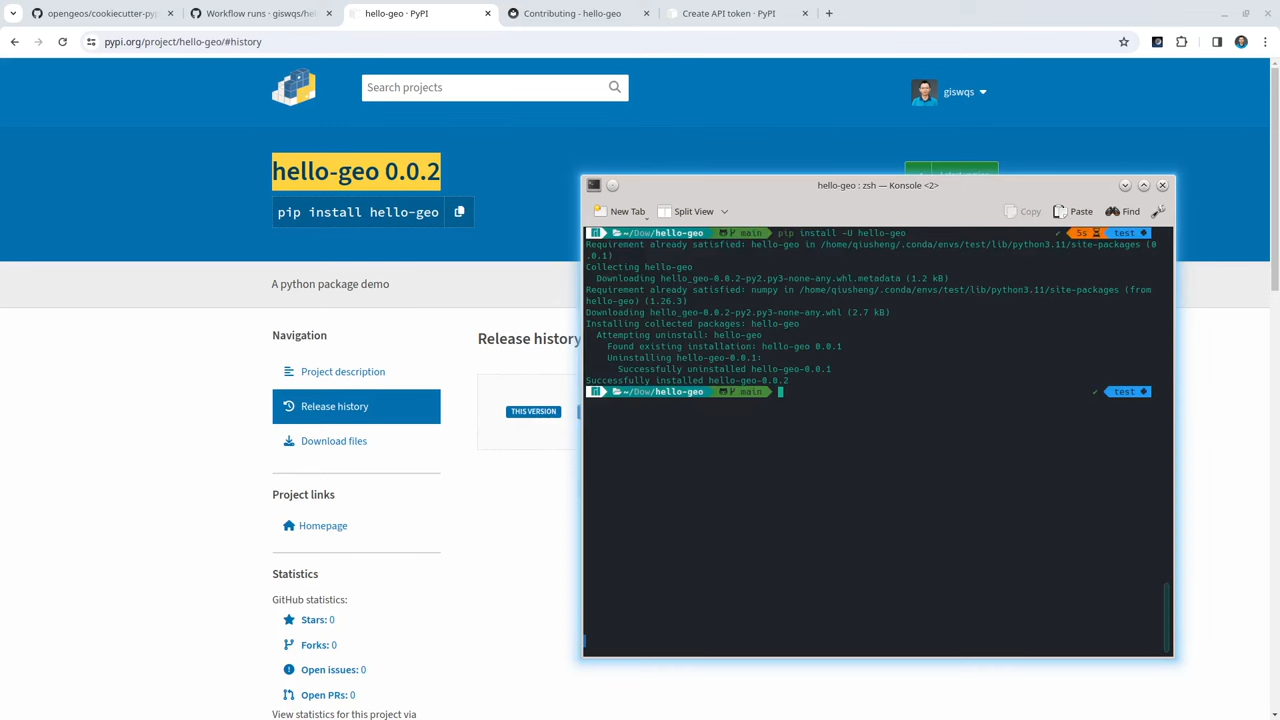 opengeos/cookiecutter-pyp
Workflow runs · giswqs/hel
hello-geo · PyPI
Contributing - hello-geo
Create API token · PyPI
pypi.org/project/hello-geo/#history
Search projects
giswqs
hello-geo 0.0.2
pip install hello-geo
A python package demo
Navigation
Project description
Release history
Download files
Project links
Homepage
Statistics
GitHub statistics:
Stars: 0
Forks: 0
Open issues: 0
Open PRs: 0
View statistics for this project via
Release history
THIS VERSION
hello-geo : zsh — Konsole <2>
New Tab
Split View
Copy
Paste
Find
~/Dow/hello-geo main pip install -U hello-geo ✔ 5s test
Requirement already satisfied: hello-geo in /home/qiusheng/.conda/envs/test/lib/python3.11/site-packages (0
.0.1)
Collecting hello-geo
Downloading hello_geo-0.0.2-py2.py3-none-any.whl.metadata (1.2 kB)
Requirement already satisfied: numpy in /home/qiusheng/.conda/envs/test/lib/python3.11/site-packages (from
hello-geo) (1.26.3)
Downloading hello_geo-0.0.2-py2.py3-none-any.whl (2.7 kB)
Installing collected packages: hello-geo
Attempting uninstall: hello-geo
Found existing installation: hello-geo 0.0.1
Uninstalling hello-geo-0.0.1:
Successfully uninstalled hello-geo-0.0.1
Successfully installed hello-geo-0.0.2
~/Dow/hello-geo main ✔ test